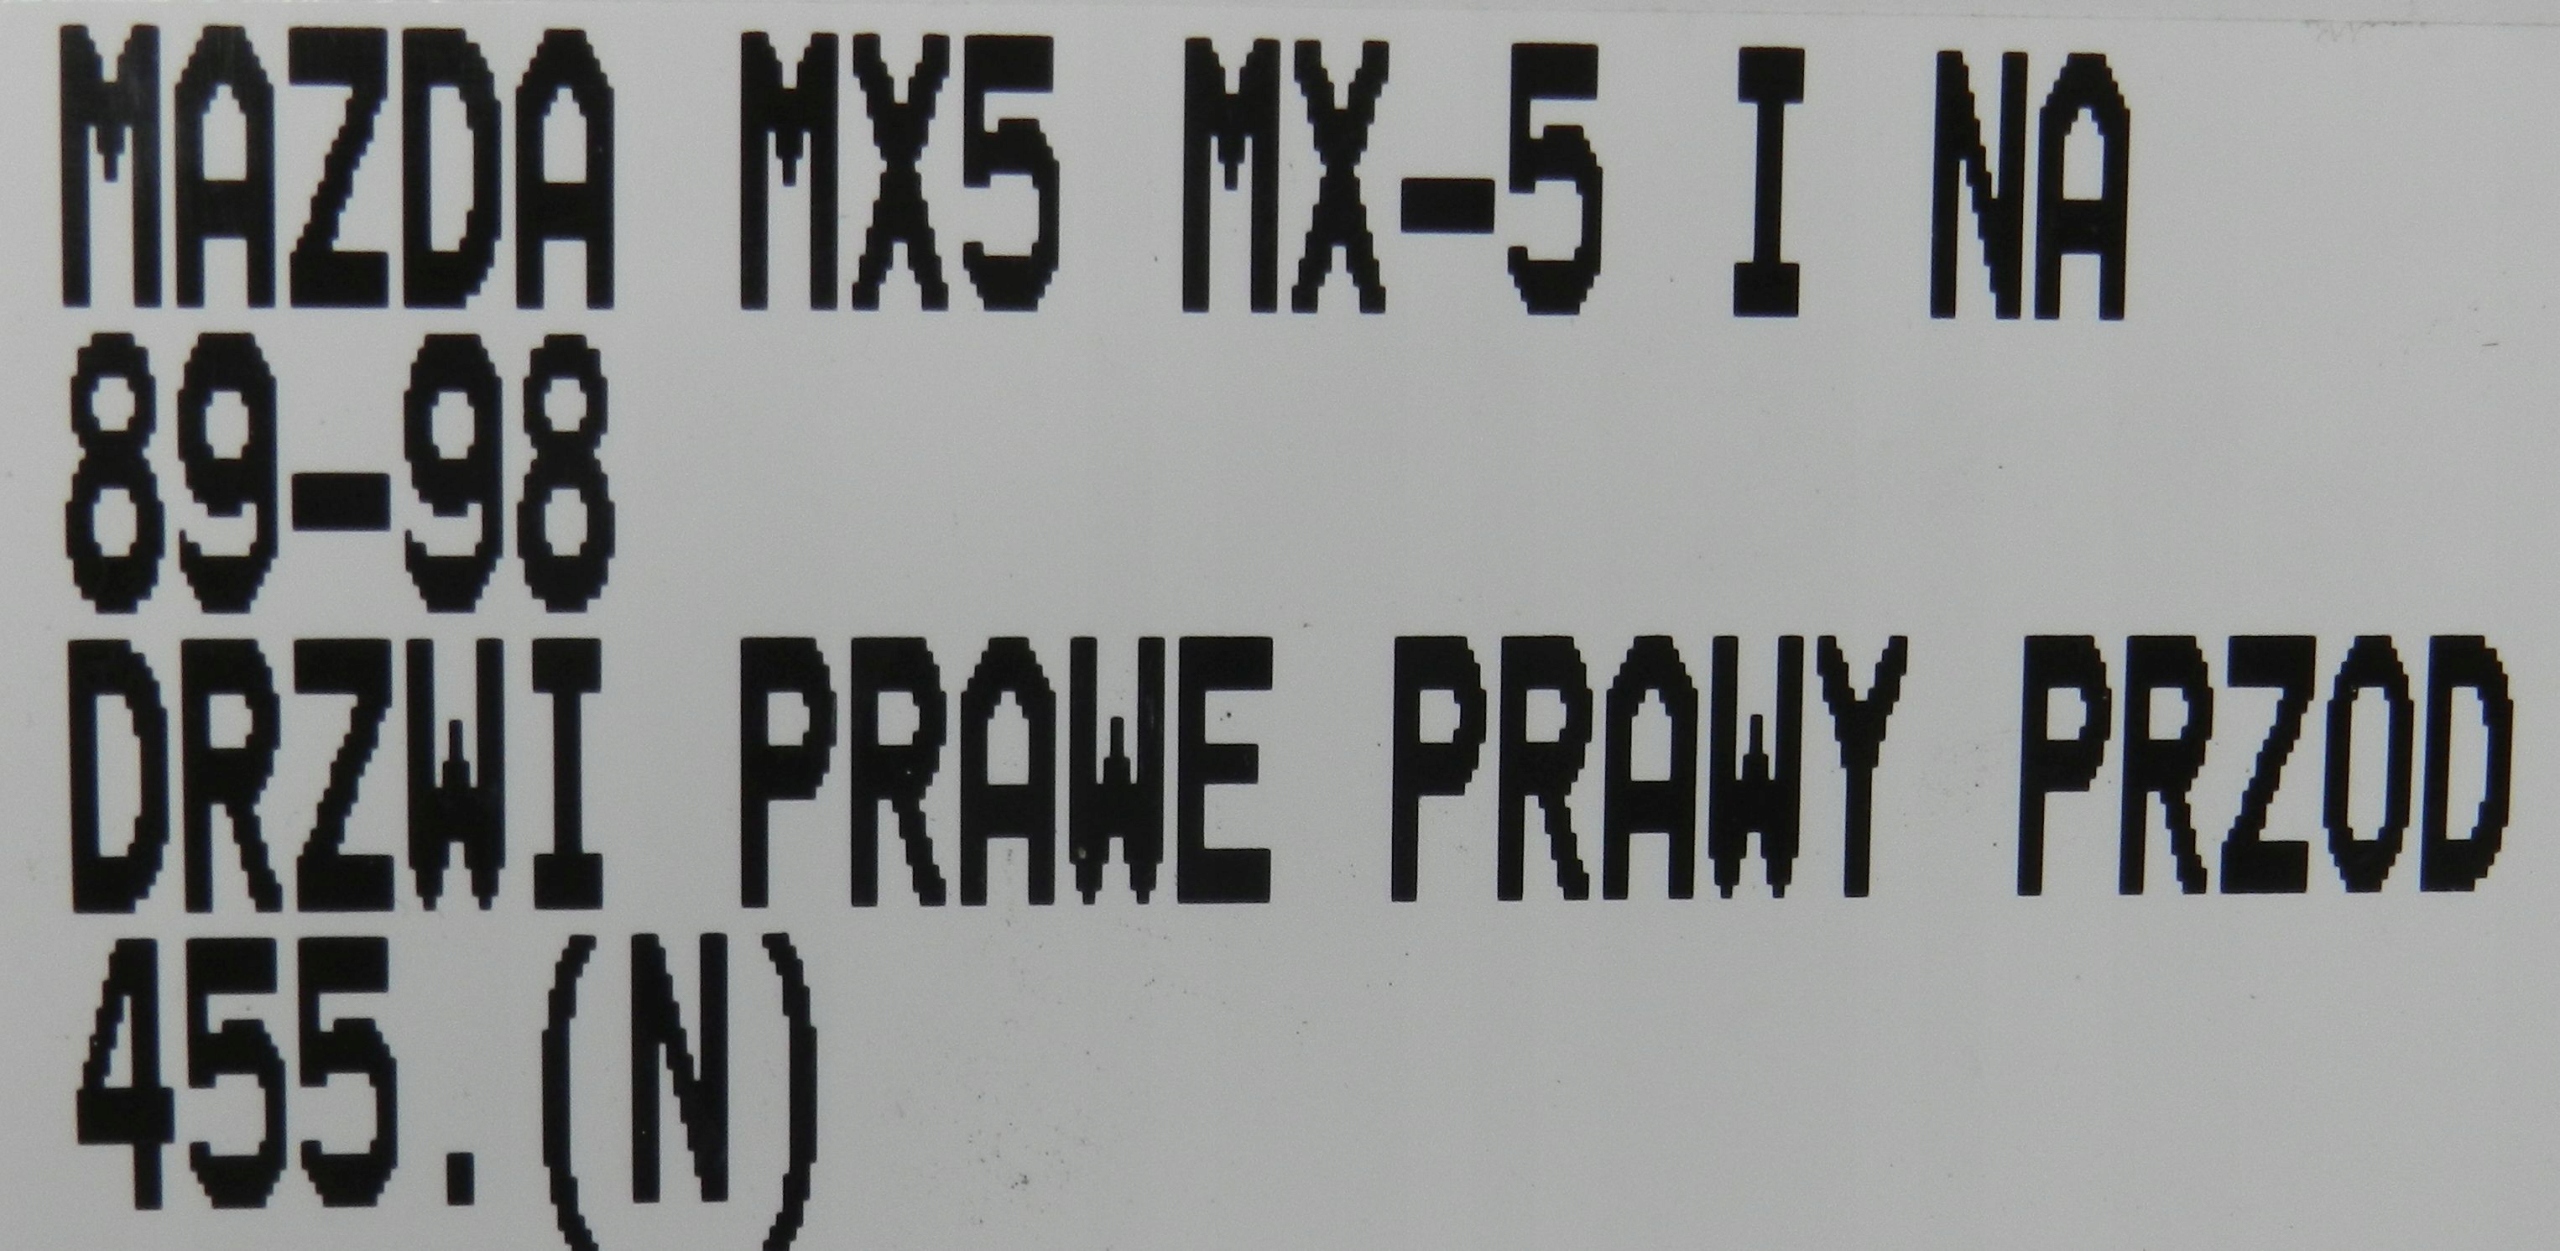 MAZDA MX5 MX-5 I NA
89-98
DRZWI PRAWE PRAWY PRZOD
455.(N)